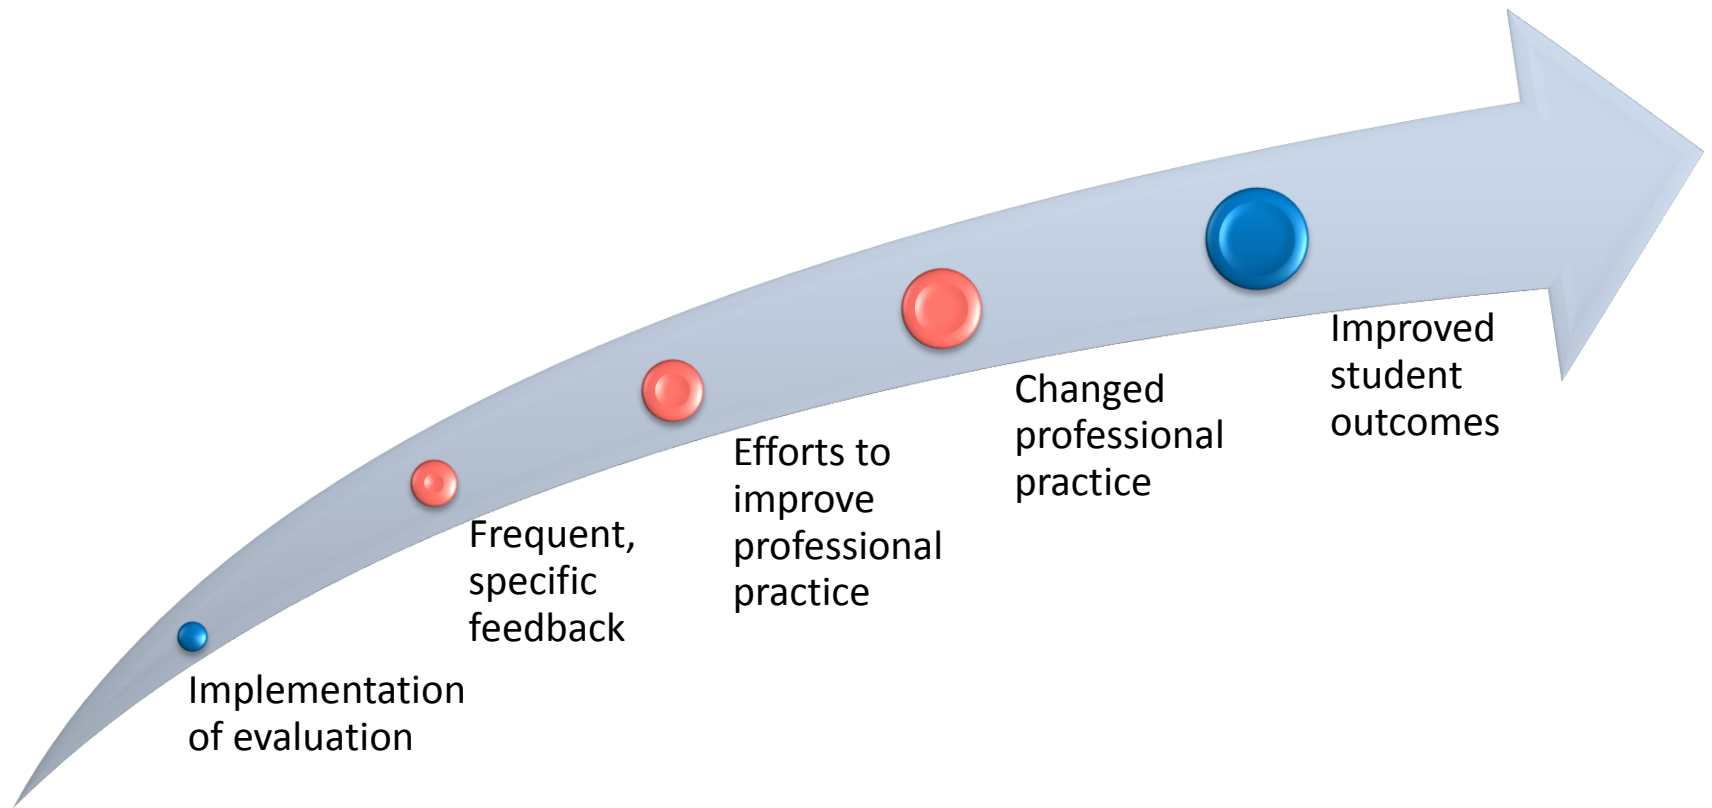 Implementation
of evaluation
Frequent,
specific
feedback
Efforts to
improve
professional
practice
Changed
professional
practice
Improved
student
outcomes